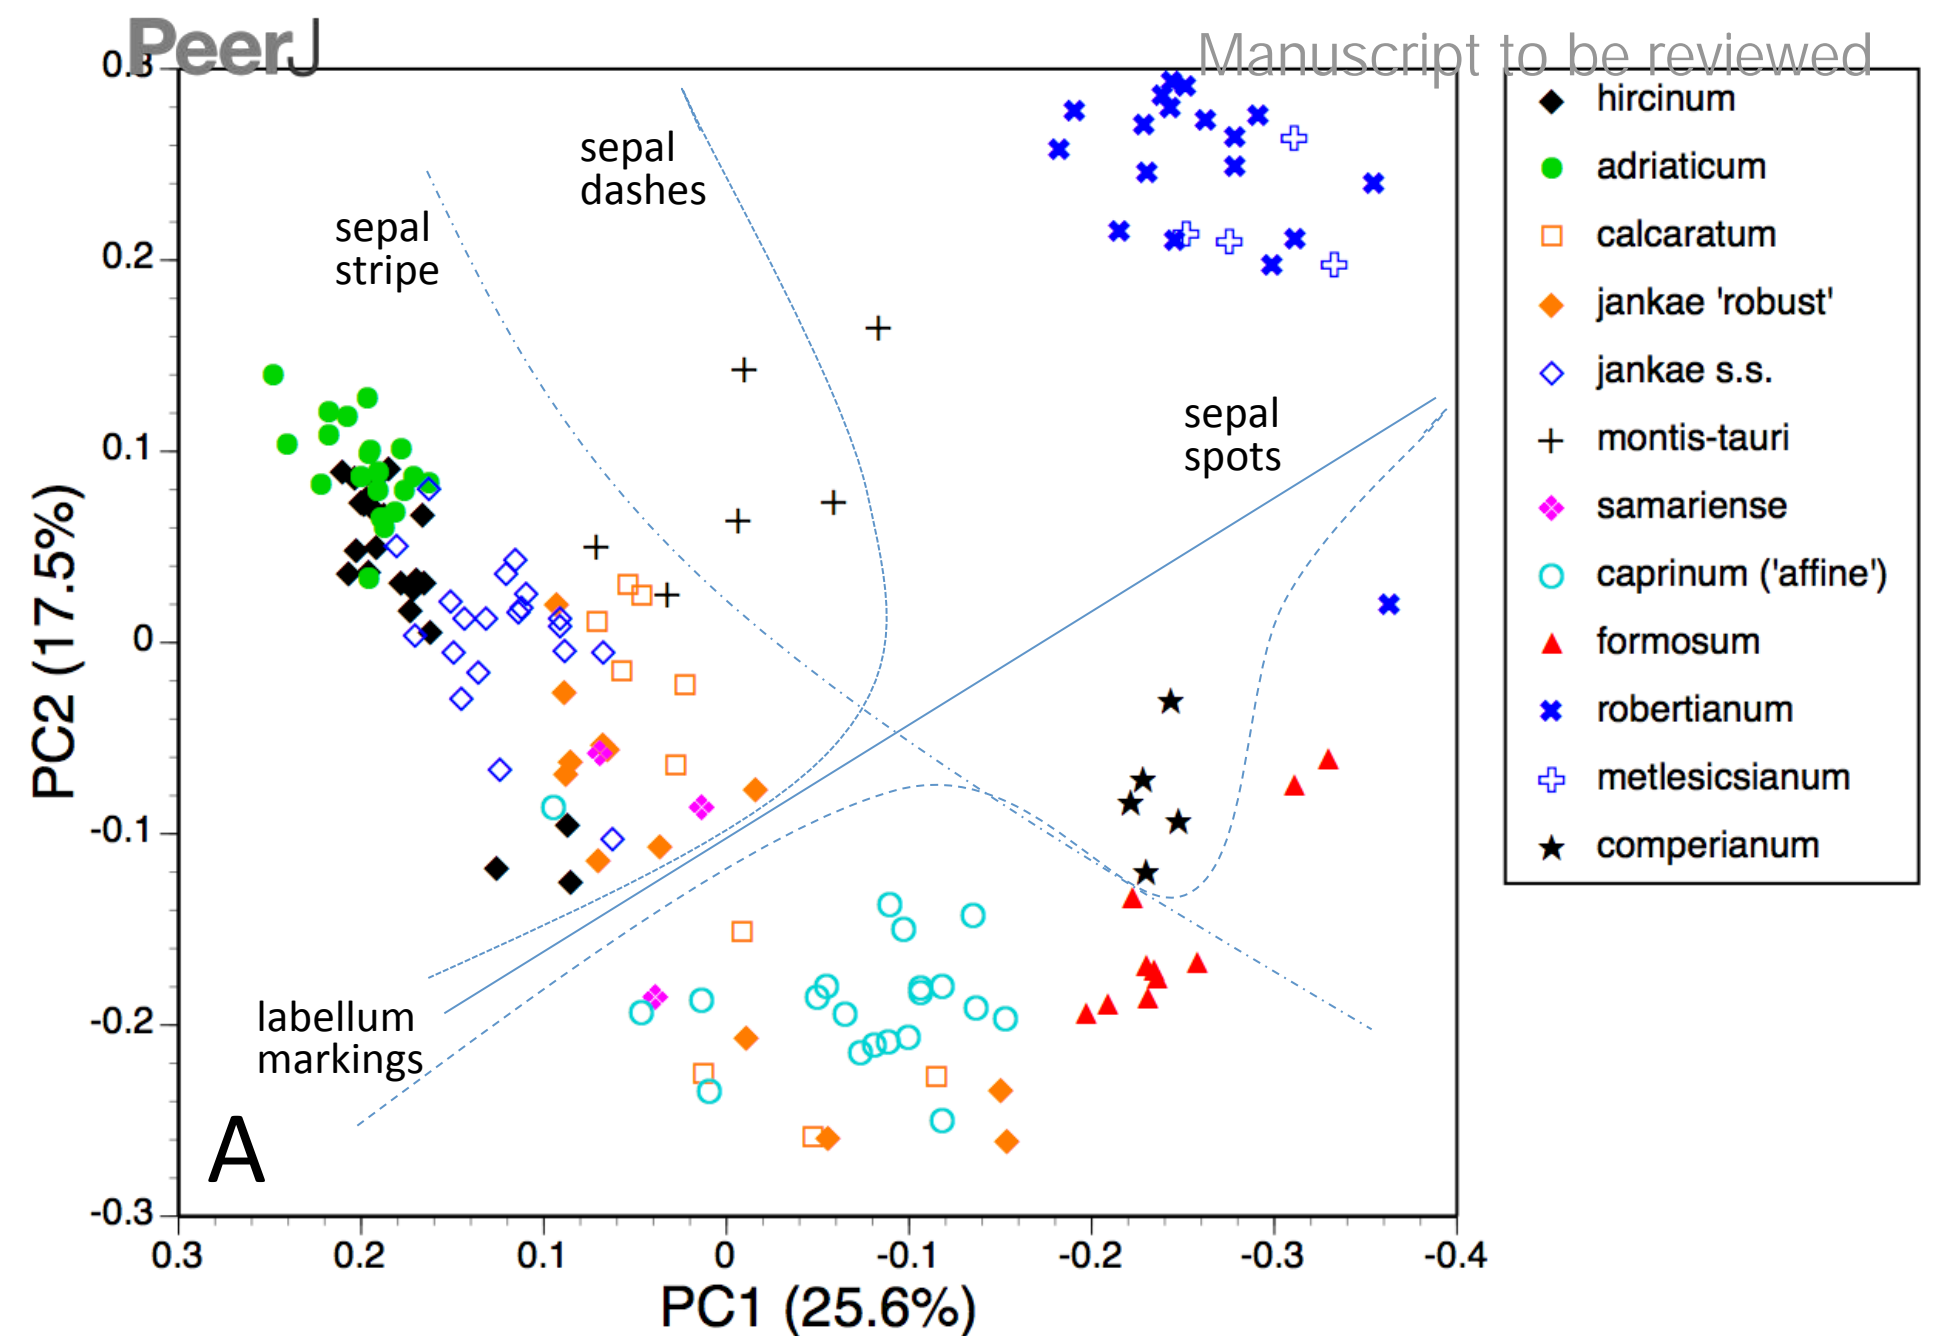 PeerJ
Manuscript to be reviewed
0.3
0.2
0.1
0
-0.1
-0.2
-0.3
PC2 (17.5%)
sepal
dashes
sepal
stripe
sepal
spots
labellum
markings
A
0.3
0.2
0.1
0
-0.1
-0.2
-0.3
-0.4
PC1 (25.6%)
hircinum
adriaticum
calcaratum
jankae 'robust'
jankae s.s.
montis-tauri
samariense
caprinum ('affine')
formosum
robertianum
metlesicsianum
comperianum